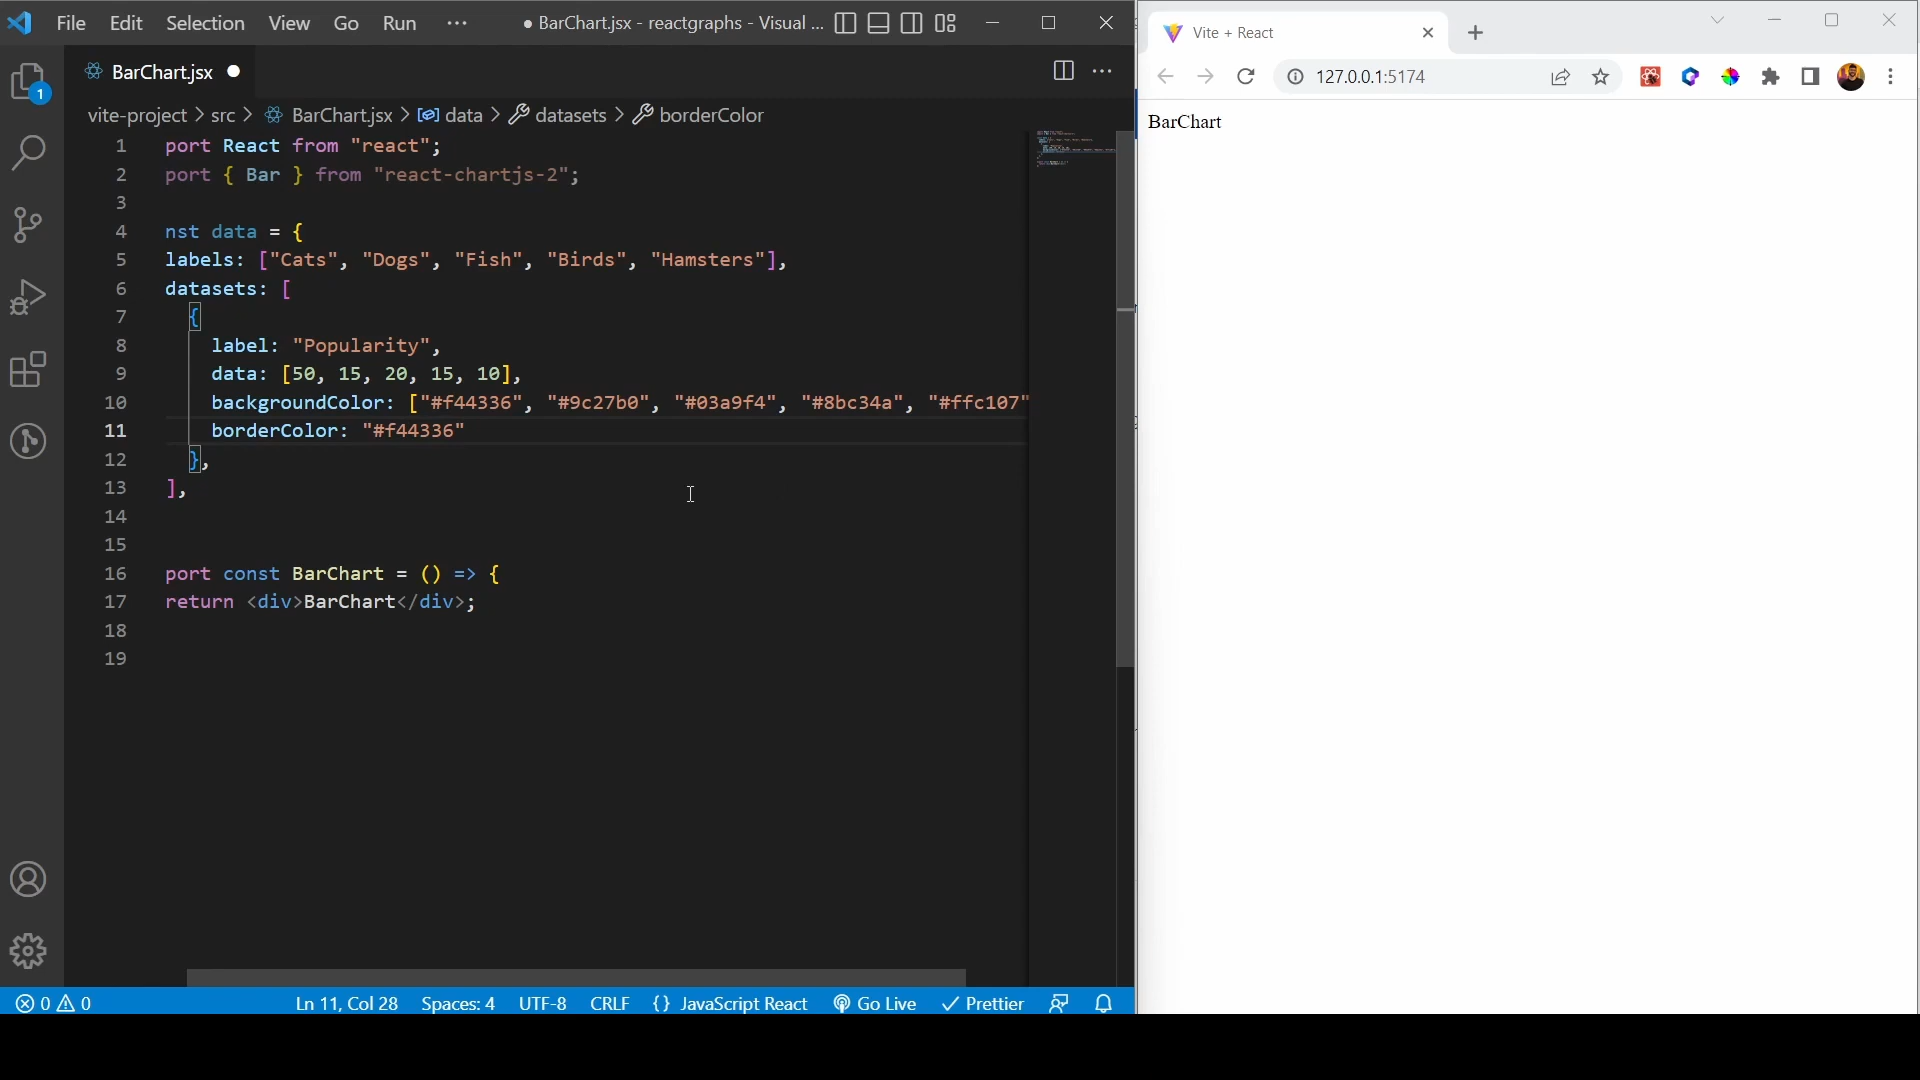 File Edit Selection View Go Run ··· ● BarChart.jsx - reactgraphs - Visual ...
BarChart.jsx ●
vite-project > src > BarChart.jsx > data > datasets > borderColor
1 port React from "react";
2 port { Bar } from "react-chartjs-2";
3
4 nst data = {
5 labels: ["Cats", "Dogs", "Fish", "Birds", "Hamsters"],
6 datasets: [
7 {
8 label: "Popularity",
9 data: [50, 15, 20, 15, 10],
10 backgroundColor: ["#f44336", "#9c27b0", "#03a9f4", "#8bc34a", "#ffc107"
11 borderColor: "#f44336"
12 },
13 ],
14
15
16 port const BarChart = () => {
17 return <div>BarChart</div>;
18
19
1
0 0 Ln 11, Col 28 Spaces: 4 UTF-8 CRLF {} JavaScript React Go Live Prettier
Vite + React
127.0.0.1:5174
BarChart